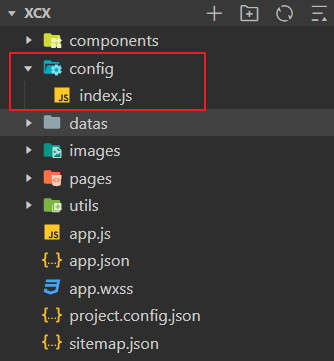 XCX
components
config
JS index.js
datas
images
pages
utils
JS app.js
{..} app.json
app.wxss
{..} project.config.json
{..} sitemap.json